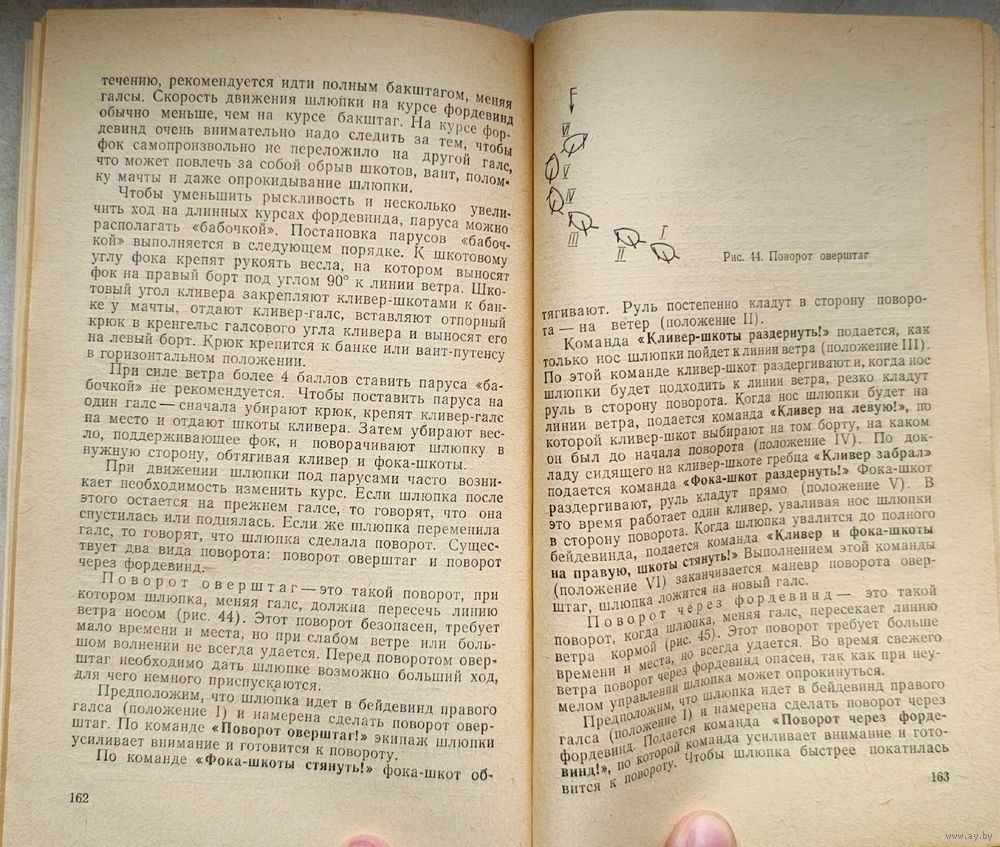 течению, рекомендуется идти полным бакштагом, меняя
галсы. Скорость движения шлюпки на курсе фордевинд
обычно меньше, чем на курсе бакштаг. На курсе фор-
девинд очень внимательно надо следить за тем, чтобы
фок самопроизвольно не переложило на другой галс,
что может повлечь за собой обрыв шкотов, вант, полом-
ку мачты и даже опрокидывание шлюпки.
Чтобы уменьшить рыскливость и несколько увели-
чить ход на длинных курсах фордевинда, паруса можно
располагать «бабочкой». Постановка парусов «бабоч-
кой» выполняется в следующем порядке. К шкотовому
углу фока крепят рукоять весла, на котором выносят
фок на правый борт под углом 90° к линии ветра. Шко-
товый угол кливера закрепляют кливер-шкотами к бан-
ке у мачты, отдают кливер-галс, вставляют отпорный
крюк в кренгельс галсового угла кливера и выносят его
на левый борт. Крюк крепится к банке или вант-путенсу
в горизонтальном положении.
При силе ветра более 4 баллов ставить паруса «ба-
бочкой» не рекомендуется. Чтобы поставить паруса на
один галс — сначала убирают крюк, крепят кливер-галс
на место и отдают шкоты кливера. Затем убирают вес-
ло, поддерживающее фок, и поворачивают шлюпку в
нужную сторону, обтягивая кливер и фока-шкоты.
При движении шлюпки под парусами часто возни-
кает необходимость изменить курс. Если шлюпка после
этого остается на прежнем галсе, то говорят, что она
спустилась или поднялась. Если же шлюпка переменила
галс, то говорят, что шлюпка сделала поворот. Сущес-
твует два вида поворота: поворот оверштаг и поворот
через фордевинд.
Поворот оверштаг — это такой поворот, при
котором шлюпка, меняя галс, должна пересечь линию
ветра носом (рис. 44). Этот поворот безопасен, требует
мало времени и места, но при слабом ветре или боль-
шом волнении не всегда удается. Перед поворотом овер-
штаг необходимо дать шлюпке возможно больший ход,
для чего немного приспускаются.
Предположим, что шлюпка идет в бейдевинд правого
галса (положение I) и намерена сделать поворот овер-
штаг. По команде «Поворот оверштаг!» экипаж шлюпки
усиливает внимание и готовится к повороту.
По команде «Фока-шкоты стянуть!» фока-шкот об-
162
F
VI
V
IV
III
II
I
Рис. 44. Поворот оверштаг
тягивают. Руль постепенно кладут в сторону поворо-
та — на ветер (положение II).
Команда «Кливер-шкоты раздернуть!» подается, как
только нос шлюпки пойдет к линии ветра (положение III).
По этой команде кливер-шкот раздергивают и, когда нос
шлюпки будет подходить к линии ветра, резко кладут
руль в сторону поворота. Когда нос шлюпки будет на
линии ветра, подается команда «Кливер на левую!», по
которой кливер-шкот выбирают на том борту, на каком
он был до начала поворота (положение IV). По док-
ладу сидящего на кливер-шкоте гребца «Кливер забрал»
подается команда «Фока-шкот раздернуть!» Фока-шкот
раздергивают, руль кладут прямо (положение V). В
это время работает один кливер, уваливая нос шлюпки
в сторону поворота. Когда шлюпка увалится до полного
бейдевинда, подается команда «Кливер и фока-шкоты
на правую, шкоты стянуть!» Выполнением этой команды
(положение VI) заканчивается маневр поворота овер-
штаг, шлюпка ложится на новый галс.
Поворот через фордевинд — это такой
поворот, когда шлюпка, меняя галс, пересекает линию
ветра кормой (рис. 45). Этот поворот требует больше
времени и места, но всегда удается. Во время свежего
ветра поворот через фордевинд опасен, так как при неу-
мелом управлении шлюпка может опрокинуться.
Предположим, что шлюпка идет в бейдевинд правого
галса (положение I) и намерена сделать поворот через
фордевинд. Подается команда «Поворот через форде-
винд!», по которой команда усиливает внимание и гото-
вится к повороту. Чтобы шлюпка быстрее покатилась
163
www.ay.by